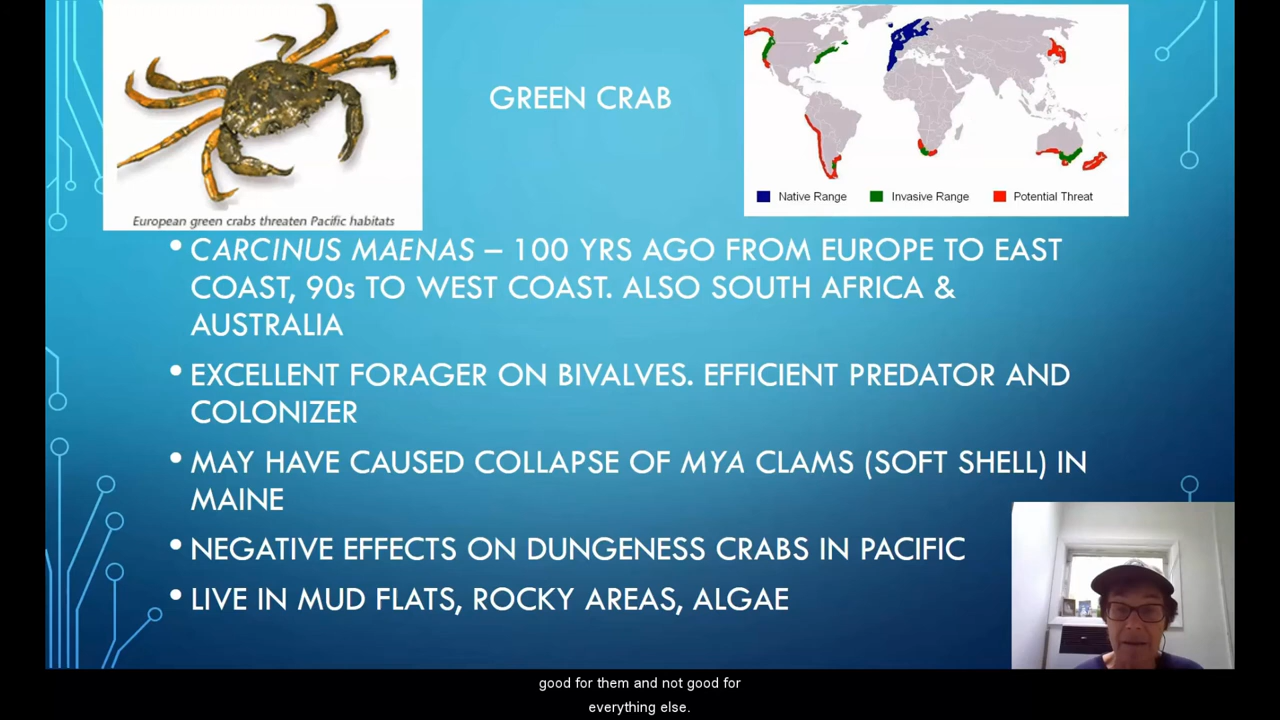 GREEN CRAB
European green crabs threaten Pacific habitats
Native Range Invasive Range Potential Threat
• CARCINUS MAENAS – 100 YRS AGO FROM EUROPE TO EAST
COAST, 90s TO WEST COAST. ALSO SOUTH AFRICA &
AUSTRALIA
• EXCELLENT FORAGER ON BIVALVES. EFFICIENT PREDATOR AND
COLONIZER
• MAY HAVE CAUSED COLLAPSE OF MYA CLAMS (SOFT SHELL) IN
MAINE
• NEGATIVE EFFECTS ON DUNGENESS CRABS IN PACIFIC
• LIVE IN MUD FLATS, ROCKY AREAS, ALGAE
good for them and not good for
everything else.